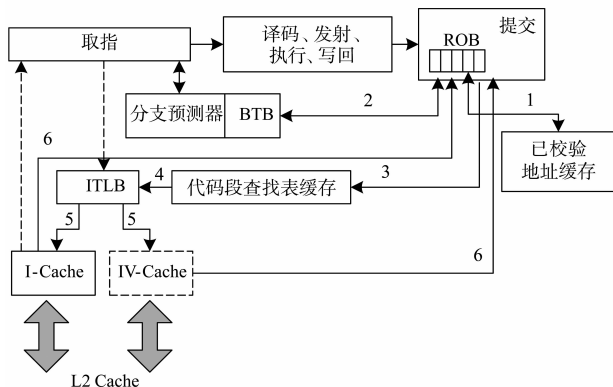 取指
译码、发射、
执行、写回
提交
ROB
分支预测器
BTB
2
1
已校验
地址缓存
6
ITLB
4
代码段查找表缓存
3
5
5
I-Cache
IV-Cache
6
L2 Cache